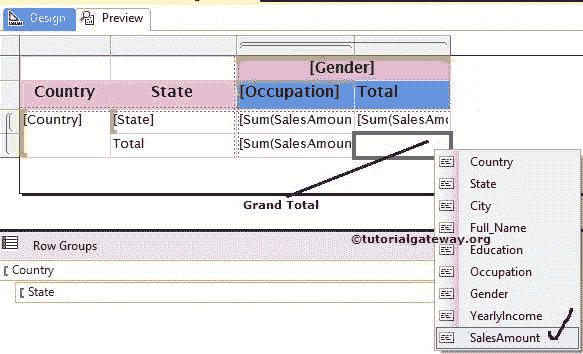 Design Preview
[Gender]
Country State [Occupation] Total
[Country] [State] [Sum(SalesAmoun [Sum(SalesAmo
Total [Sum(SalesAmoun
Grand Total
©tutorialgateway.org
Row Groups
[ Country
[ State
Country
State
City
Full_Name
Education
Occupation
Gender
YearlyIncome
SalesAmount